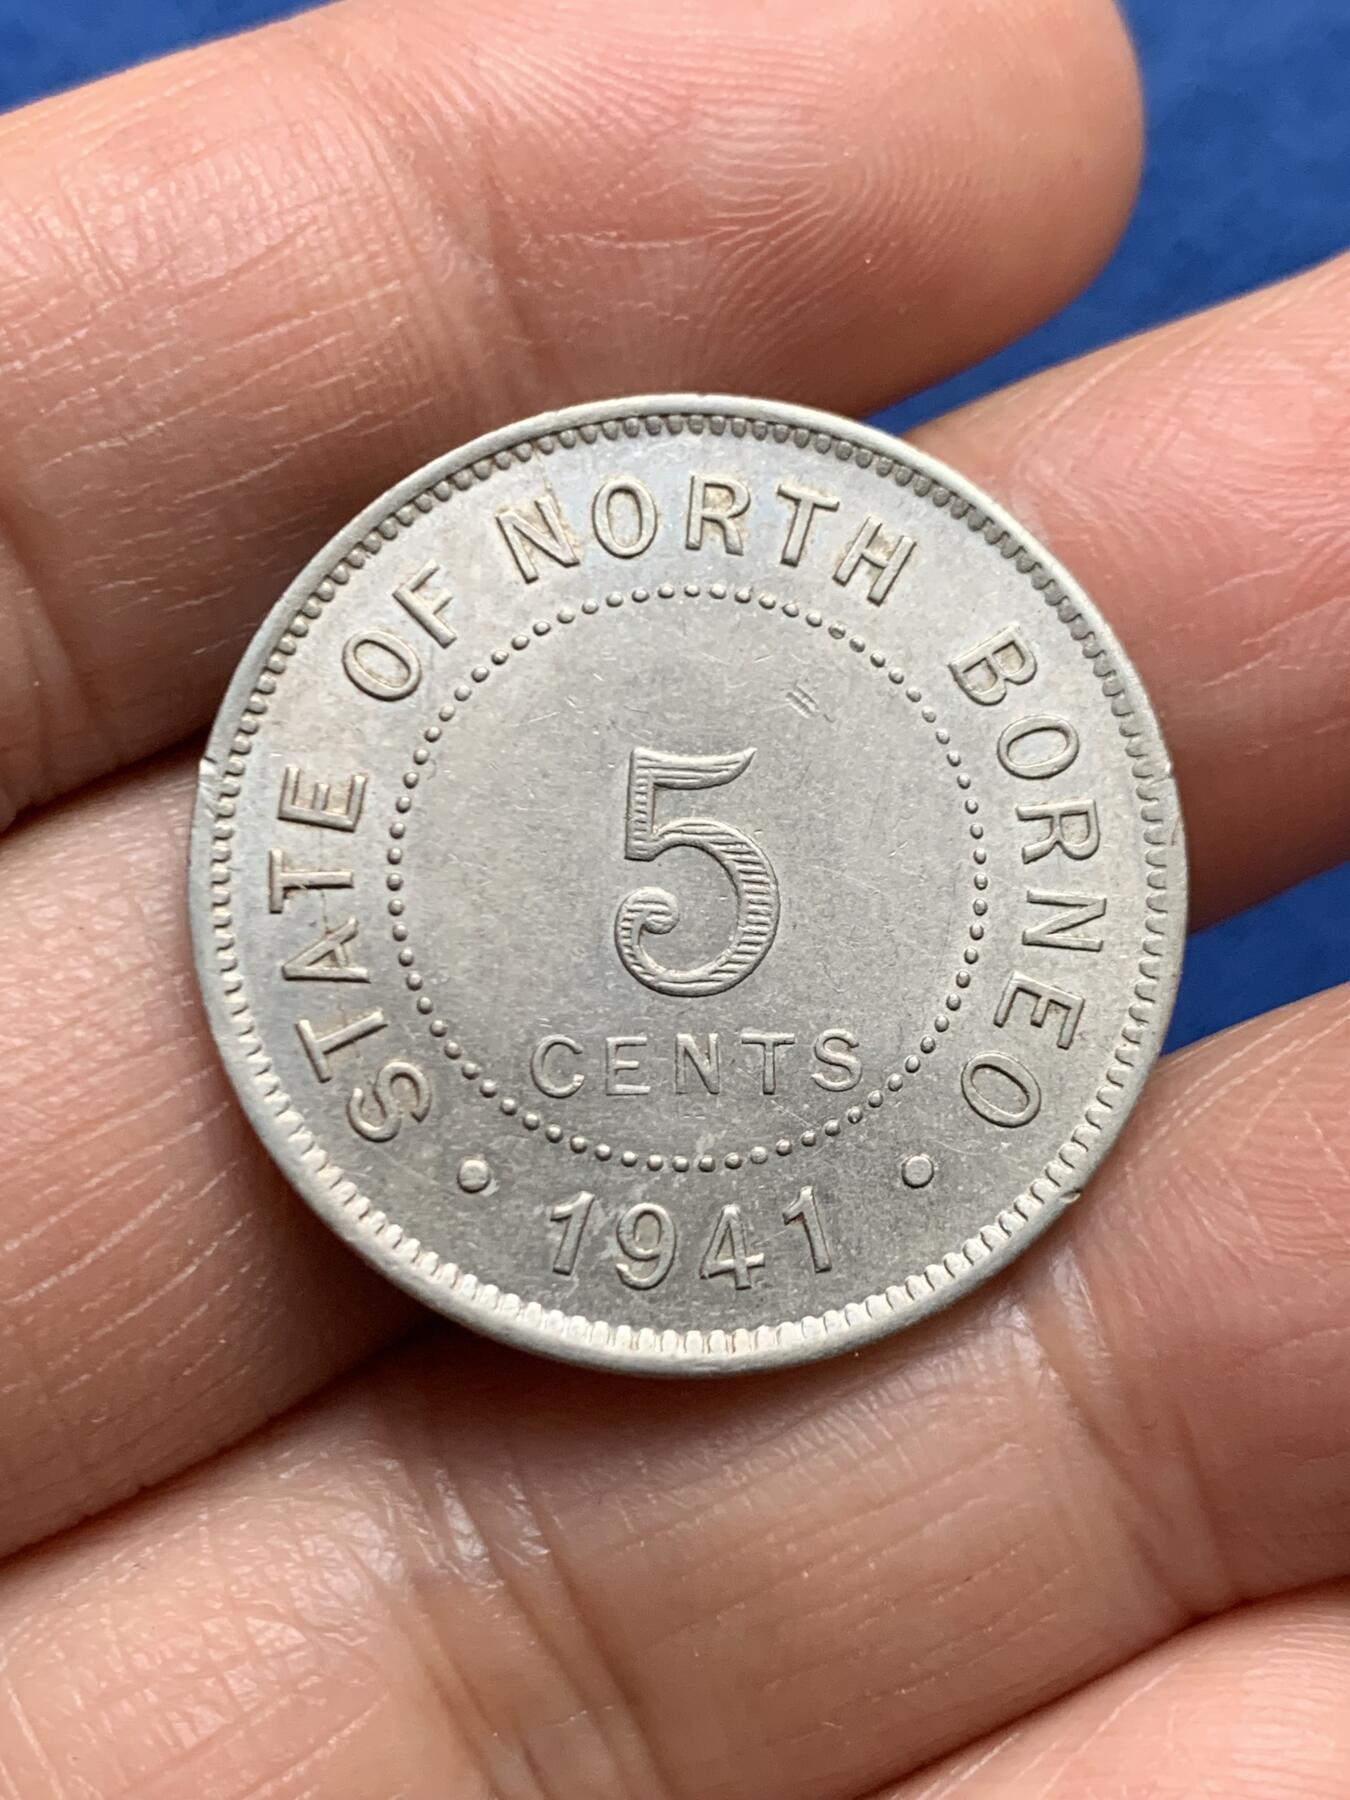 STATE OF NORTH BORNEO
5
CENTS
• 1941 •